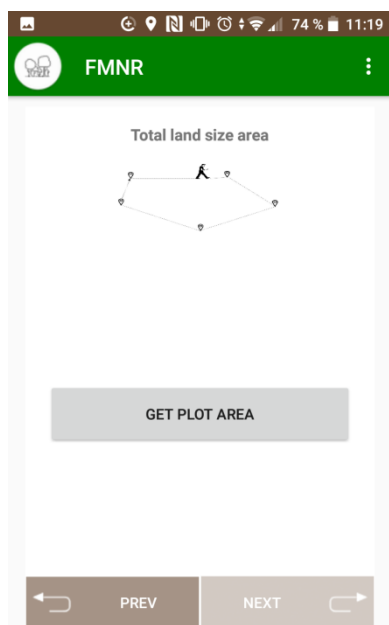 74 % 11:19
FMNR
Total land size area
GET PLOT AREA
PREV NEXT